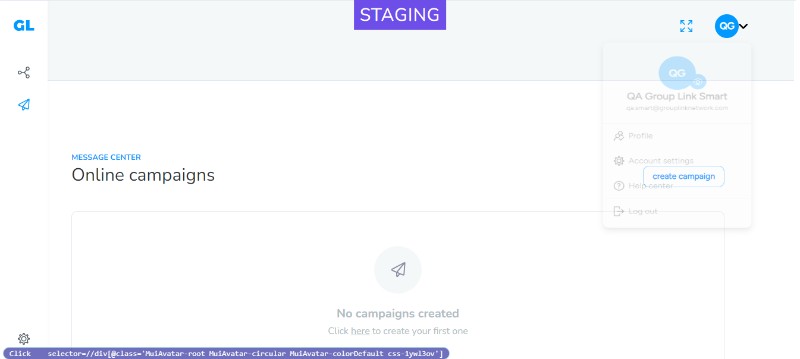 STAGING
GL
QG
QG
QA Group Link Smart
qa.smart@grouplinknetwork.com
Profile
MESSAGE CENTER
Account settings
Online campaigns
create campaign
Help center
Log out
No campaigns created
Click here to create your first one
Click selector=//div[@class='MuiAvatar-root MuiAvatar-circular MuiAvatar-colorDefault css-1ywi3ov']